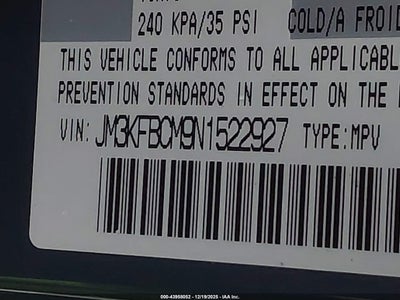 240 KPA/35 PSI COLD/A FROID
THIS VEHICLE CONFORMS TO ALL APPLICABL
PREVENTION STANDARDS IN EFFECT ON THE
VIN: JM3KFBCM9N1522927 TYPE:MPV
000-43958053 - 12/19/2025 - IAA Inc.